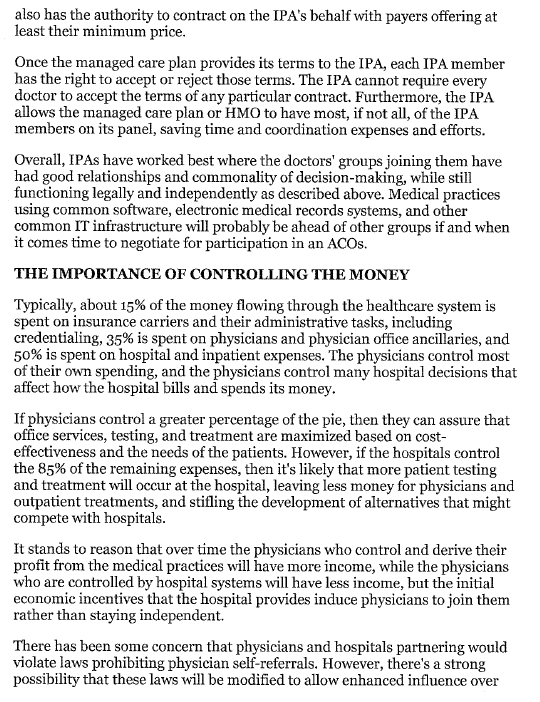 also has the authority to contract on the IPA's behalf with payers offering at
least their minimum price.
Once the managed care plan provides its terms to the IPA, each IPA member
has the right to accept or reject those terms. The IPA cannot require every
doctor to accept the terms of any particular contract. Furthermore, the IPA
allows the managed care plan or HMO to have most, if not all, of the IPA
members on its panel, saving time and coordination expenses and efforts.
Overall, IPAs have worked best where the doctors' groups joining them have
had good relationships and commonality of decision-making, while still
functioning legally and independently as described above. Medical practices
using common software, electronic medical records systems, and other
common IT infrastructure will probably be ahead of other groups if and when
it comes time to negotiate for participation in an ACOs.
THE IMPORTANCE OF CONTROLLING THE MONEY
Typically, about 15% of the money flowing through the healthcare system is
spent on insurance carriers and their administrative tasks, including
credentialing, 35% is spent on physicians and physician office ancillaries, and
50% is spent on hospital and inpatient expenses. The physicians control most
of their own spending, and the physicians control many hospital decisions that
affect how the hospital bills and spends its money.
If physicians control a greater percentage of the pie, then they can assure that
office services, testing, and treatment are maximized based on cost-
effectiveness and the needs of the patients. However, if the hospitals control
the 85% of the remaining expenses, then it's likely that more patient testing
and treatment will occur at the hospital, leaving less money for physicians and
outpatient treatments, and stifling the development of alternatives that might
compete with hospitals.
It stands to reason that over time the physicians who control and derive their
profit from the medical practices will have more income, while the physicians
who are controlled by hospital systems will have less income, but the initial
economic incentives that the hospital provides induce physicians to join them
rather than staying independent.
There has been some concern that physicians and hospitals partnering would
violate laws prohibiting physician self-referrals. However, there's a strong
possibility that these laws will be modified to allow enhanced influence over